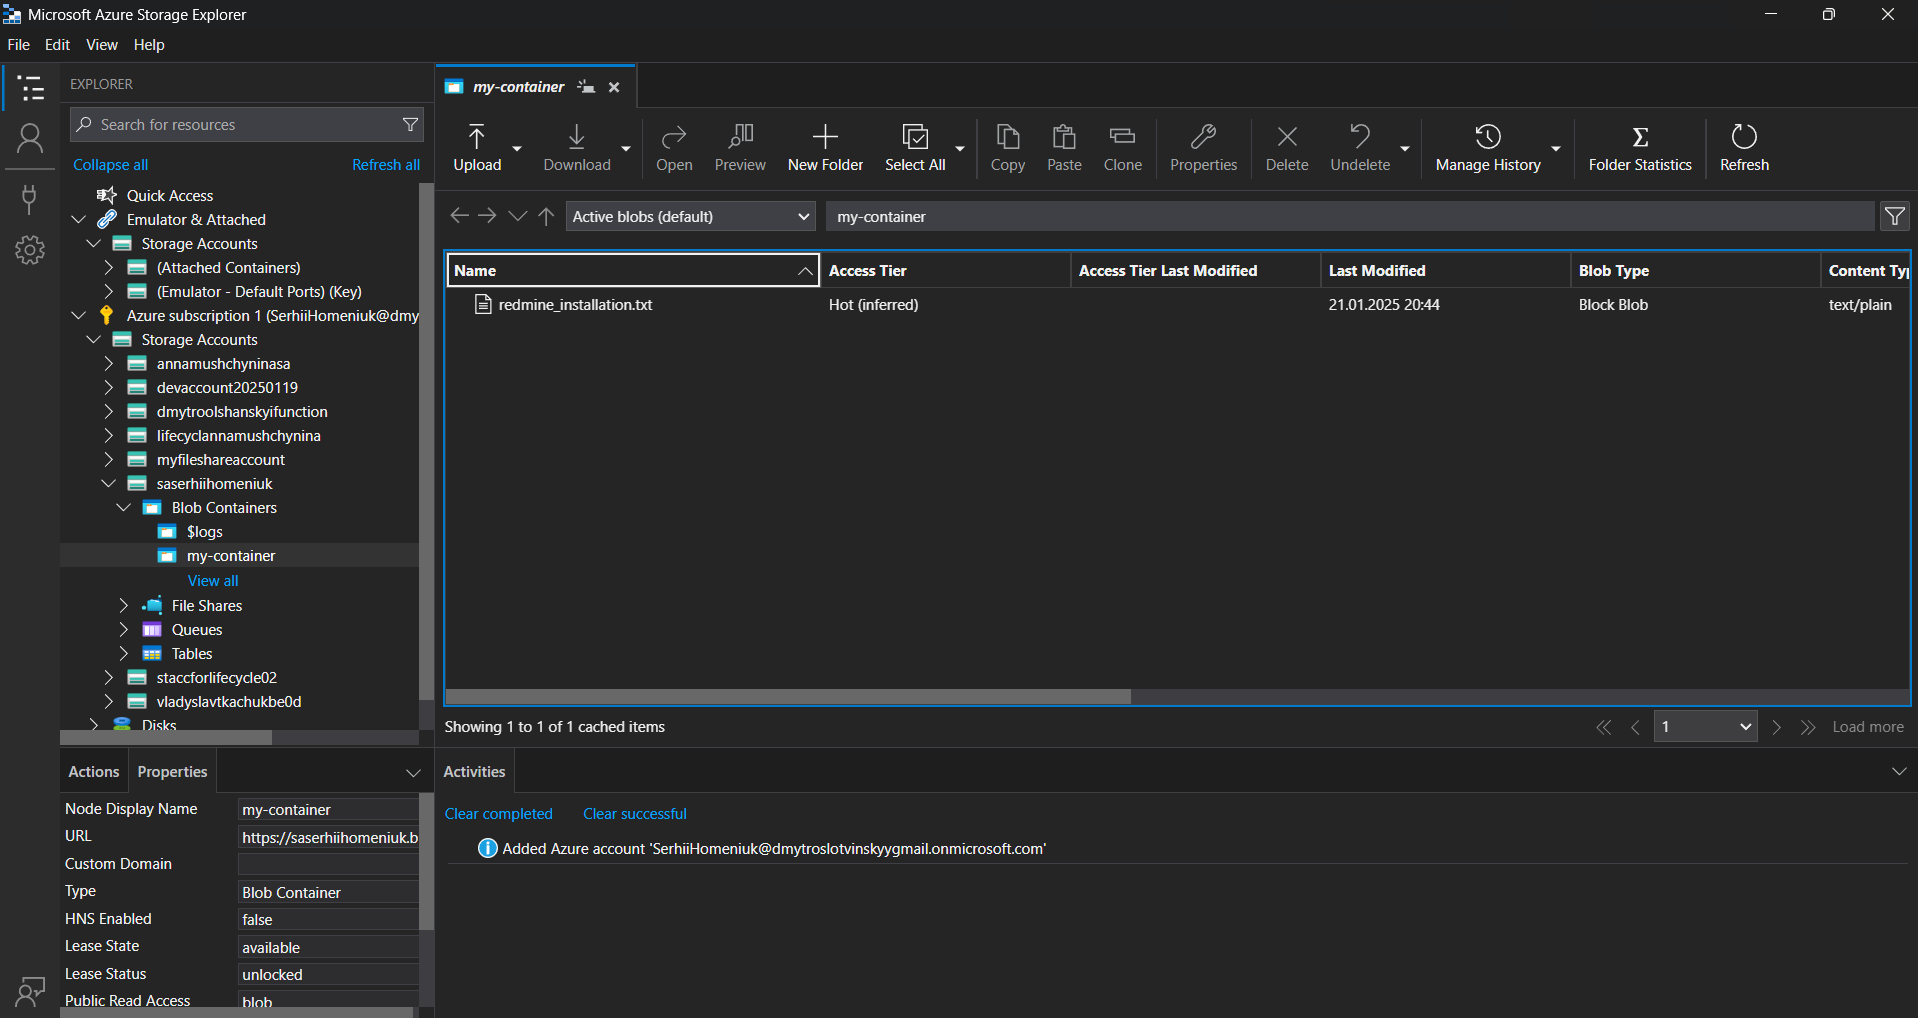 Microsoft Azure Storage Explorer
File Edit View Help
EXPLORER
Search for resources
Collapse all Refresh all
Quick Access
Emulator & Attached
Storage Accounts
(Attached Containers)
(Emulator - Default Ports) (Key)
Azure subscription 1 (SerhiiHomeniuk@dmy
Storage Accounts
annamushchyninasa
devaccount20250119
dmytroolshanskyifunction
lifecyclannamushchynina
myfileshareaccount
saserhiihomeniuk
Blob Containers
$logs
my-container
View all
File Shares
Queues
Tables
staccforlifecycle02
vladyslavtkachukbe0d
Disks
Actions Properties
Node Display Name my-container
URL https://saserhiihomeniuk.b
Custom Domain
Type Blob Container
HNS Enabled false
Lease State available
Lease Status unlocked
Public Read Access blob
my-container
Upload Download Open Preview New Folder Select All Copy Paste Clone Properties Delete Undelete Manage History Folder Statistics Refresh
Active blobs (default) my-container
Name Access Tier Access Tier Last Modified Last Modified Blob Type Content Typ
redmine_installation.txt Hot (inferred) 21.01.2025 20:44 Block Blob text/plain
Showing 1 to 1 of 1 cached items 1 Load more
Activities
Clear completed Clear successful
Added Azure account 'SerhiiHomeniuk@dmytroslotvinskyygmail.onmicrosoft.com'